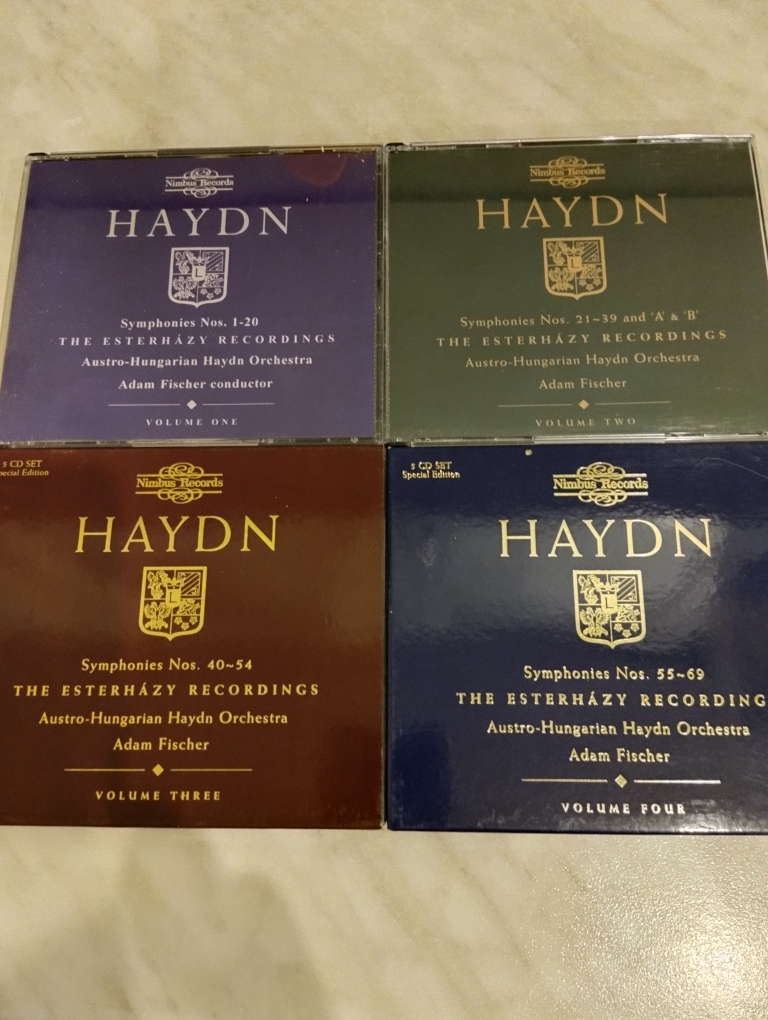 Nimbus Records
HAYDN
L
Symphonies Nos. 1-20
THE ESTERHÁZY RECORDINGS
Austro-Hungarian Haydn Orchestra
Adam Fischer conductor
VOLUME ONE
Nimbus Records
HAYDN
L
Symphonies Nos. 21~39 and 'A' & 'B'
THE ESTERHÁZY RECORDINGS
Austro-Hungarian Haydn Orchestra
Adam Fischer
VOLUME TWO
5 CD SET
pecial Edition
Nimbus Records
HAYDN
L
Symphonies Nos. 40~54
THE ESTERHÁZY RECORDINGS
Austro-Hungarian Haydn Orchestra
Adam Fischer
VOLUME THREE
5 CD SET
Special Edition
Nimbus Records
HAYDN
L
Symphonies Nos. 55~69
THE ESTERHÁZY RECORDING
Austro-Hungarian Haydn Orchestra
Adam Fischer
VOLUME FOUR